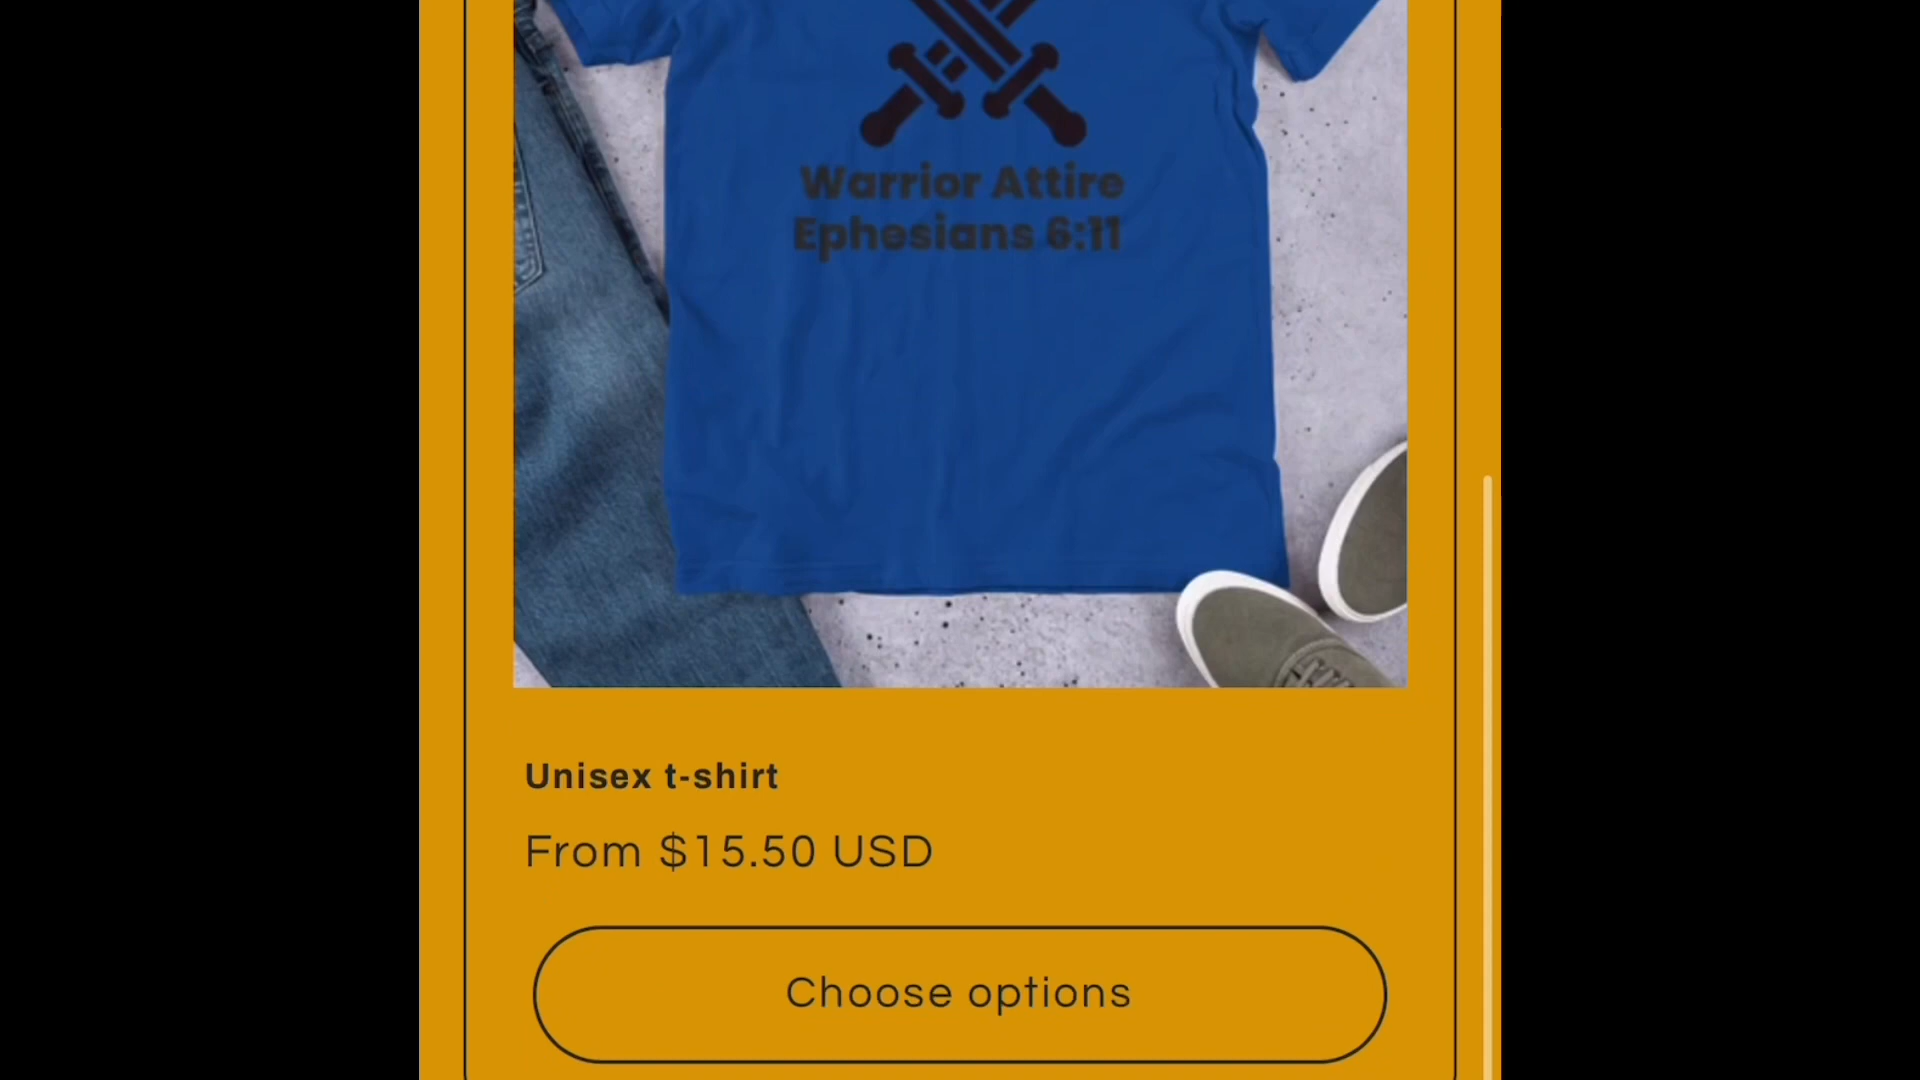 Warrior Attire
Ephesians 6:11
Unisex t-shirt
From $15.50 USD
Choose options